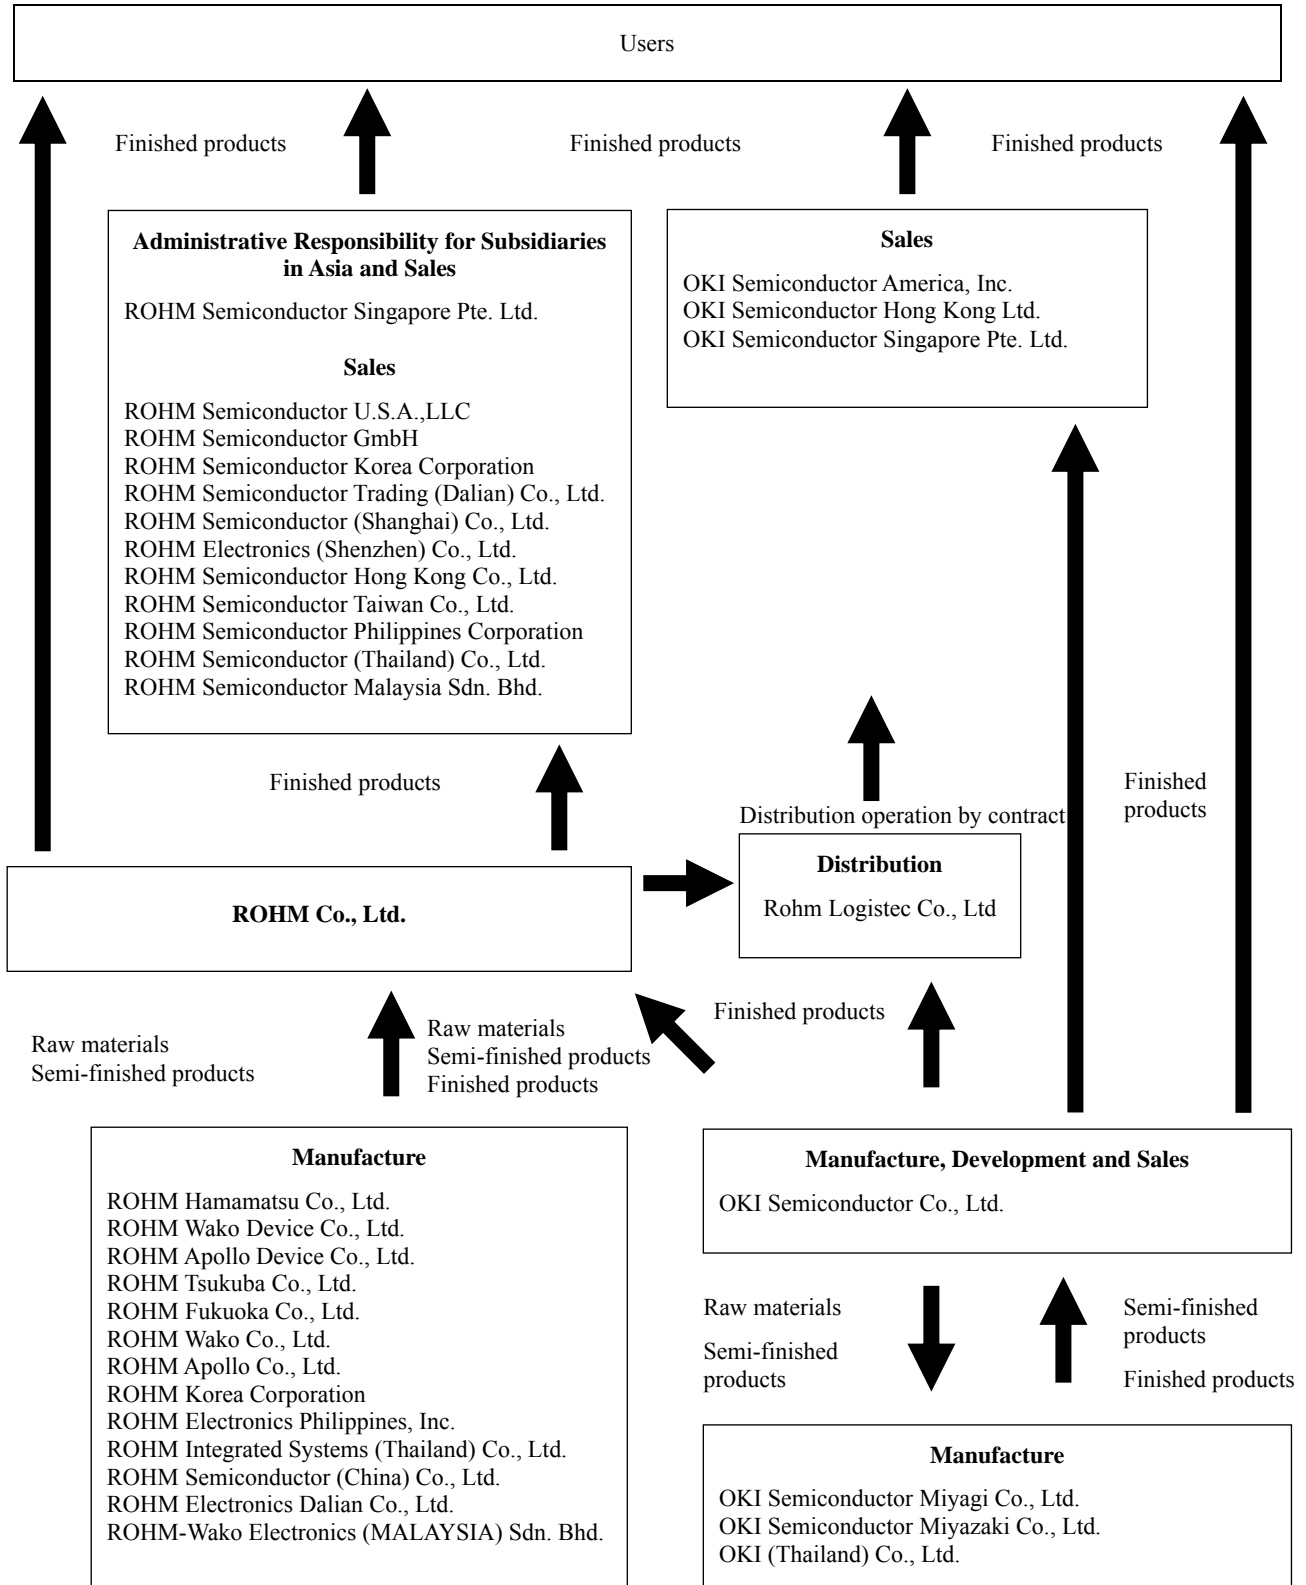 Users
Finished products
Finished products
Finished products
Administrative Responsibility for Subsidiaries
in Asia and Sales
ROHM Semiconductor Singapore Pte. Ltd.
Sales
ROHM Semiconductor U.S.A.,LLC
ROHM Semiconductor GmbH
ROHM Semiconductor Korea Corporation
ROHM Semiconductor Trading (Dalian) Co., Ltd.
ROHM Semiconductor (Shanghai) Co., Ltd.
ROHM Electronics (Shenzhen) Co., Ltd.
ROHM Semiconductor Hong Kong Co., Ltd.
ROHM Semiconductor Taiwan Co., Ltd.
ROHM Semiconductor Philippines Corporation
ROHM Semiconductor (Thailand) Co., Ltd.
ROHM Semiconductor Malaysia Sdn. Bhd.
Sales
OKI Semiconductor America, Inc.
OKI Semiconductor Hong Kong Ltd.
OKI Semiconductor Singapore Pte. Ltd.
Finished products
Distribution operation by contract
Finished
products
ROHM Co., Ltd.
Distribution
Rohm Logistec Co., Ltd
Raw materials
Semi-finished products
Raw materials
Semi-finished products
Finished products
Finished products
Manufacture
ROHM Hamamatsu Co., Ltd.
ROHM Wako Device Co., Ltd.
ROHM Apollo Device Co., Ltd.
ROHM Tsukuba Co., Ltd.
ROHM Fukuoka Co., Ltd.
ROHM Wako Co., Ltd.
ROHM Apollo Co., Ltd.
ROHM Korea Corporation
ROHM Electronics Philippines, Inc.
ROHM Integrated Systems (Thailand) Co., Ltd.
ROHM Semiconductor (China) Co., Ltd.
ROHM Electronics Dalian Co., Ltd.
ROHM-Wako Electronics (MALAYSIA) Sdn. Bhd.
Manufacture, Development and Sales
OKI Semiconductor Co., Ltd.
Raw materials
Semi-finished
products
Semi-finished
products
Finished products
Manufacture
OKI Semiconductor Miyagi Co., Ltd.
OKI Semiconductor Miyazaki Co., Ltd.
OKI (Thailand) Co., Ltd.